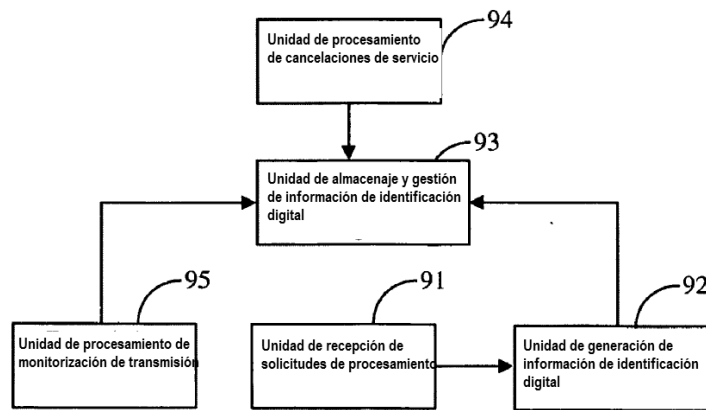 94
Unidad de procesamiento
de cancelaciones de servicio
93
Unidad de almacenaje y gestión
de información de identificación
digital
95
91
92
Unidad de procesamiento de
monitorización de transmisión
Unidad de recepción de
solicitudes de procesamiento
Unidad de generación de
información de identificación
digital